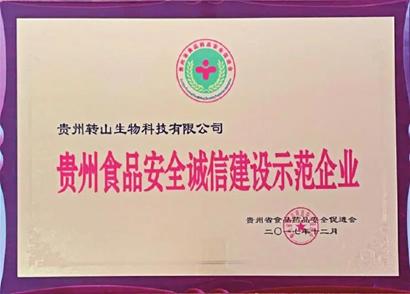 贵州转山生物科技有限公司
贵州食品安全诚信建设示范企业
贵州省食品药品安全促进会
二〇一七年十二月